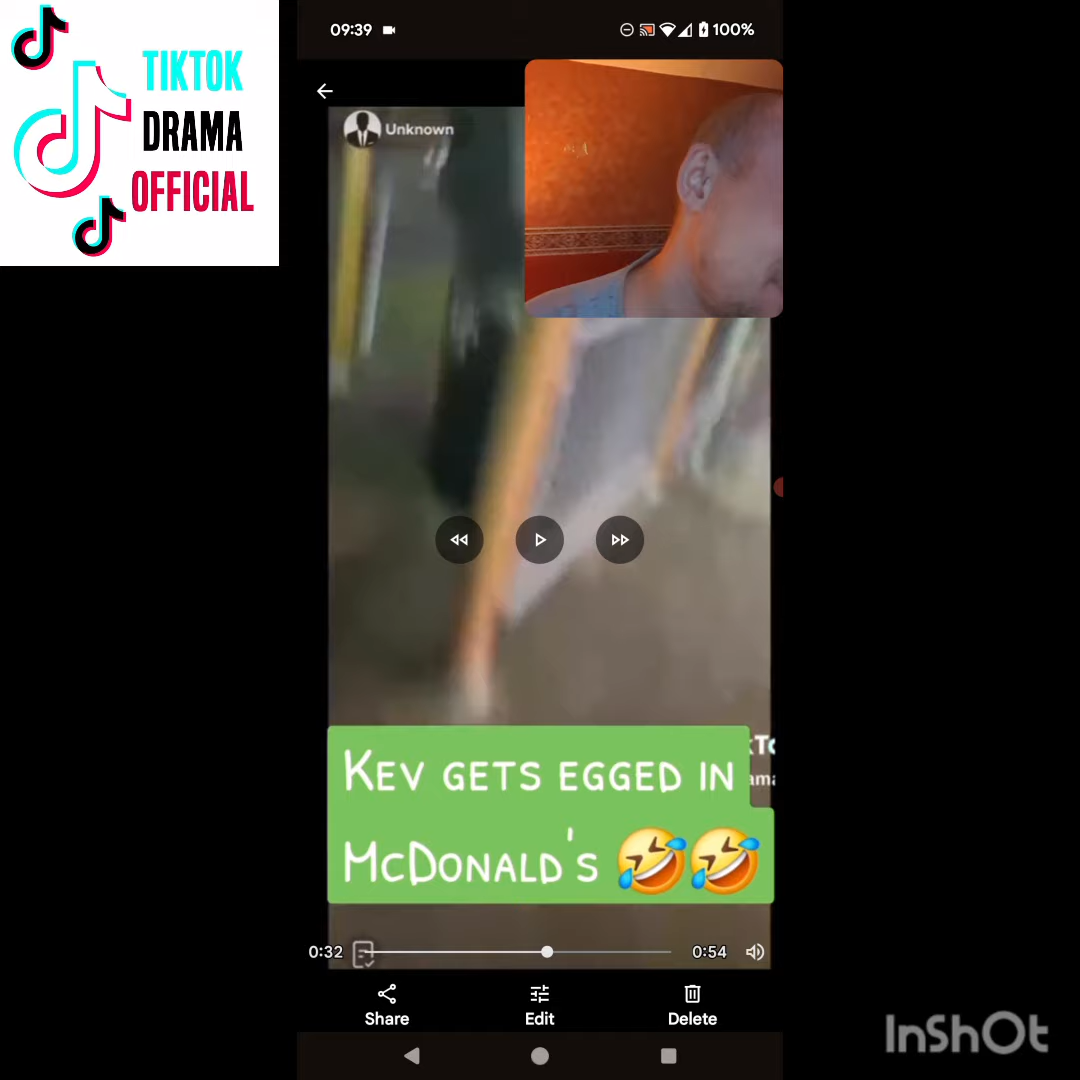 TIKTOK
DRAMA
OFFICIAL
09:39
100%
Unknown
KEV GETS EGGED IN
MCDONALD'S 🤣🤣
0:32
0:54
Share
Edit
Delete
InShOt